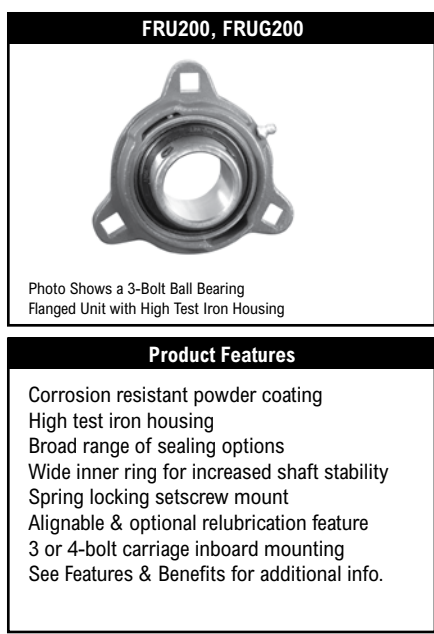 FRU200, FRUG200
Photo Shows a 3-Bolt Ball Bearing
Flanged Unit with High Test Iron Housing
Product Features
Corrosion resistant powder coating
High test iron housing
Broad range of sealing options
Wide inner ring for increased shaft stability
Spring locking setscrew mount
Alignable & optional relubrication feature
3 or 4-bolt carriage inboard mounting
See Features & Benefits for additional info.